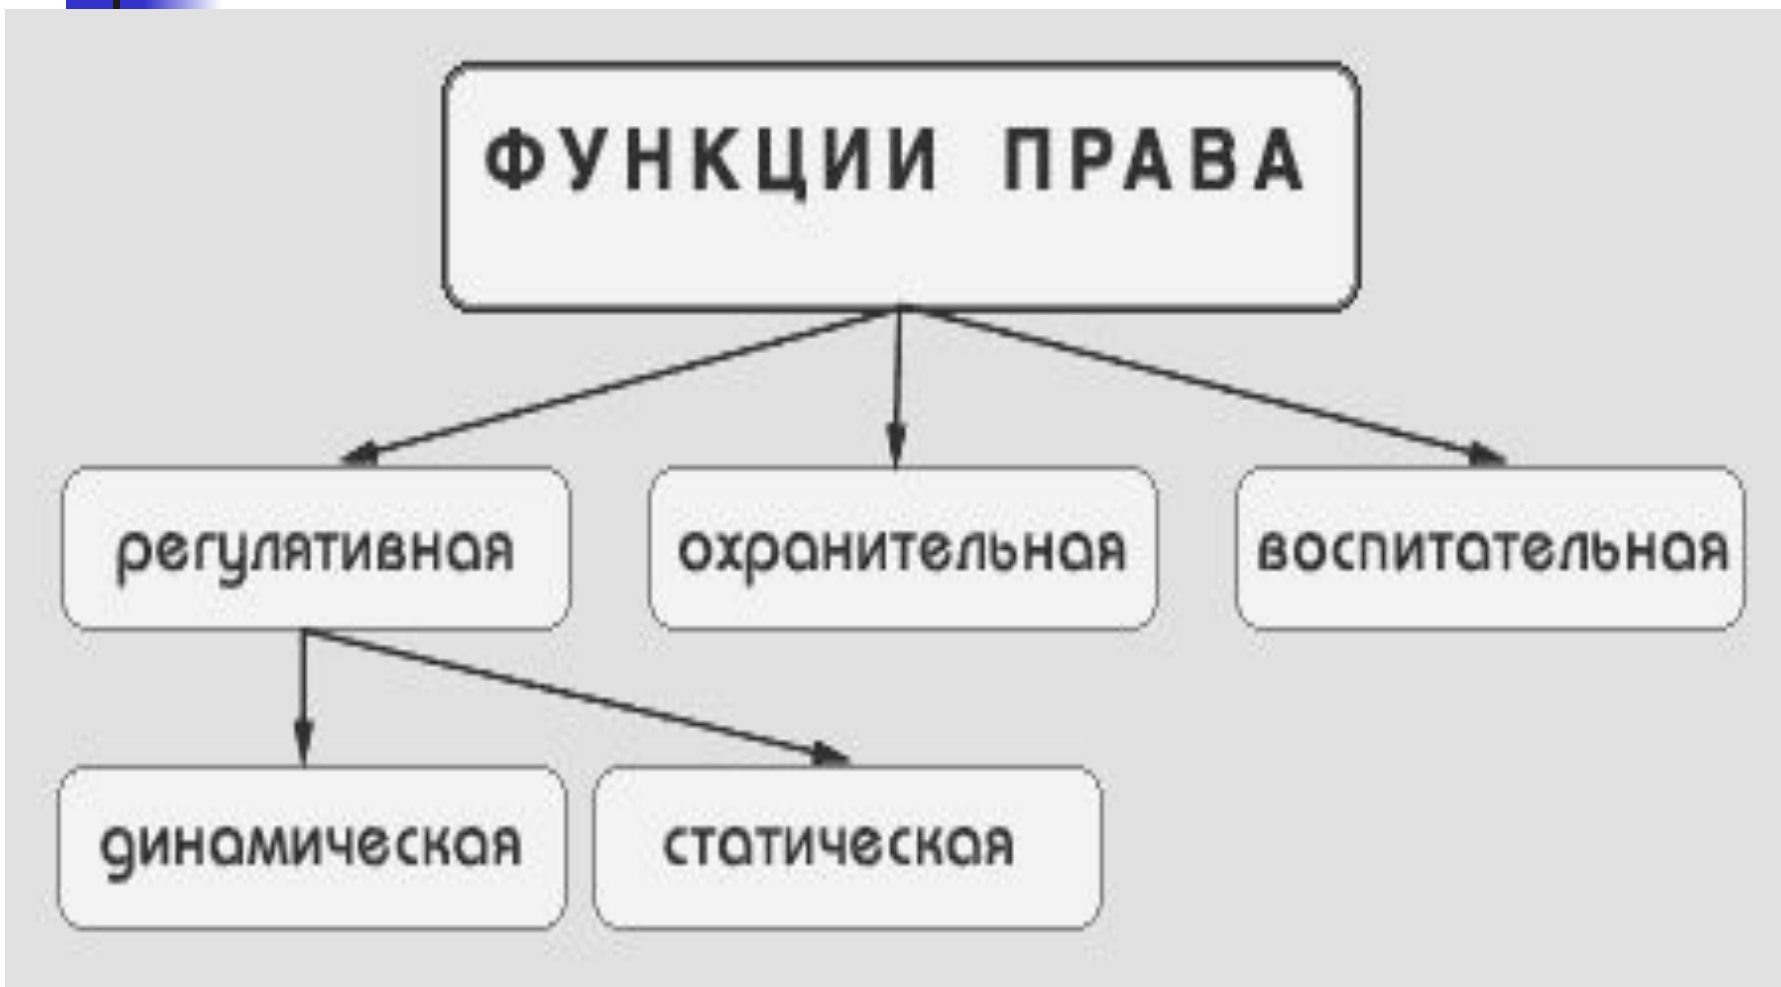 ФУНКЦИИ ПРАВА
регулятивная
охранительная
воспитательная
динамическая
статическая